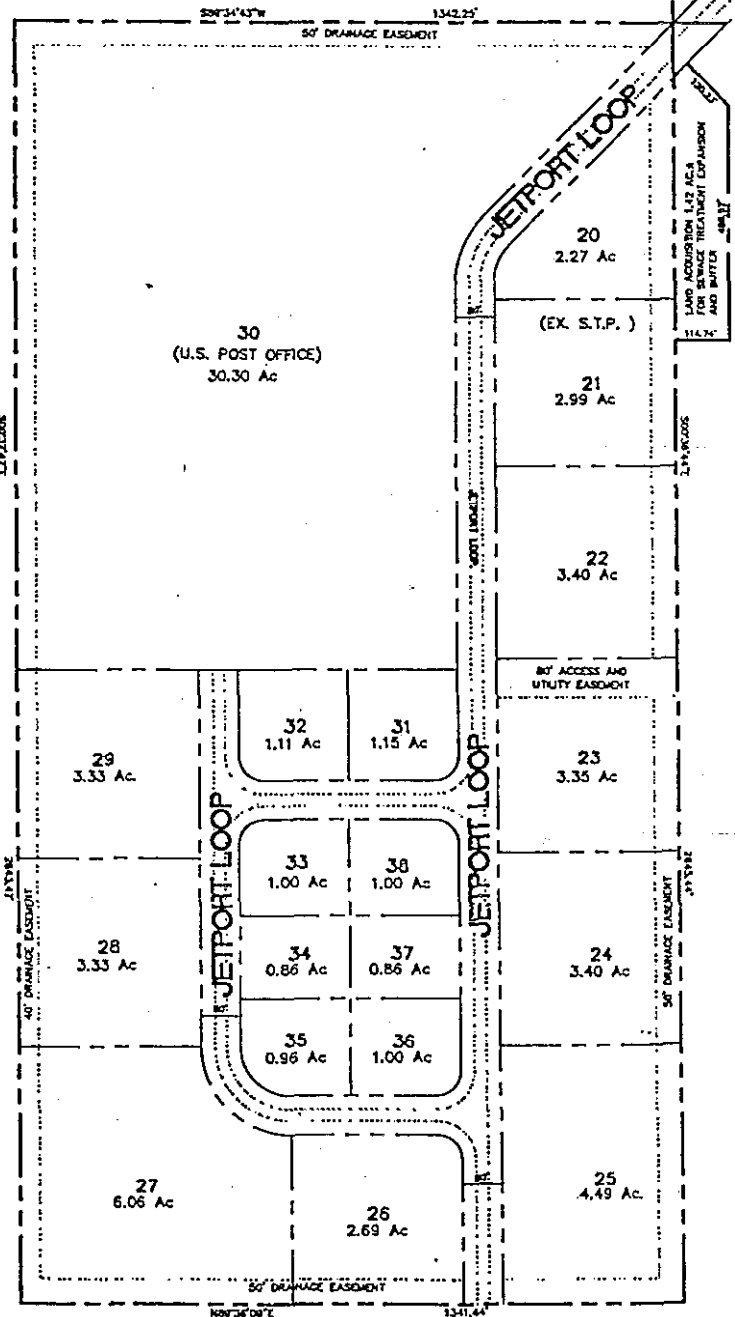 1342.25'
50' DRAINAGE EASEMENT
JETPORT LOOP
20
2.27 Ac
LAND ACQUISITION 1.42 AC.±
FOR SEWAGE TREATMENT EXPANSION
AND BUFFER
114.74'
30
(U.S. POST OFFICE)
30.30 Ac
(EX. S.T.P. )
21
2.99 Ac
JETPORT LOOP
22
3.40 Ac
80' ACCESS AND
UTILITY EASEMENT
29
3.33 Ac.
32
1.11 Ac
31
1.15 Ac
23
3.35 Ac
JETPORT LOOP
JETPORT LOOP
33
1.00 Ac
38
1.00 Ac
28
3.33 Ac
34
0.86 Ac
37
0.86 Ac
24
3.40 Ac
40' DRAINAGE EASEMENT
50' DRAINAGE EASEMENT
35
0.96 Ac
36
1.00 Ac
27
6.06 Ac
26
2.69 Ac
25
4.49 Ac.
50' DRAINAGE EASEMENT
1341.44'